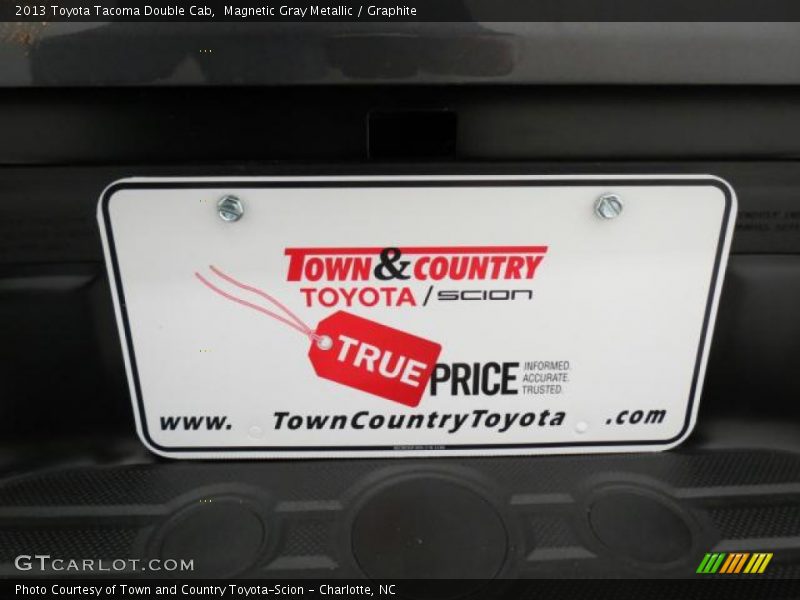 2013 Toyota Tacoma Double Cab,  Magnetic Gray Metallic / Graphite
TOWN & COUNTRY
TOYOTA / SCION
TRUE PRICE
INFORMED.
ACCURATE.
TRUSTED.
www. TownCountryToyota .com
GTCARLOT.COM
Photo Courtesy of Town and Country Toyota-Scion - Charlotte, NC